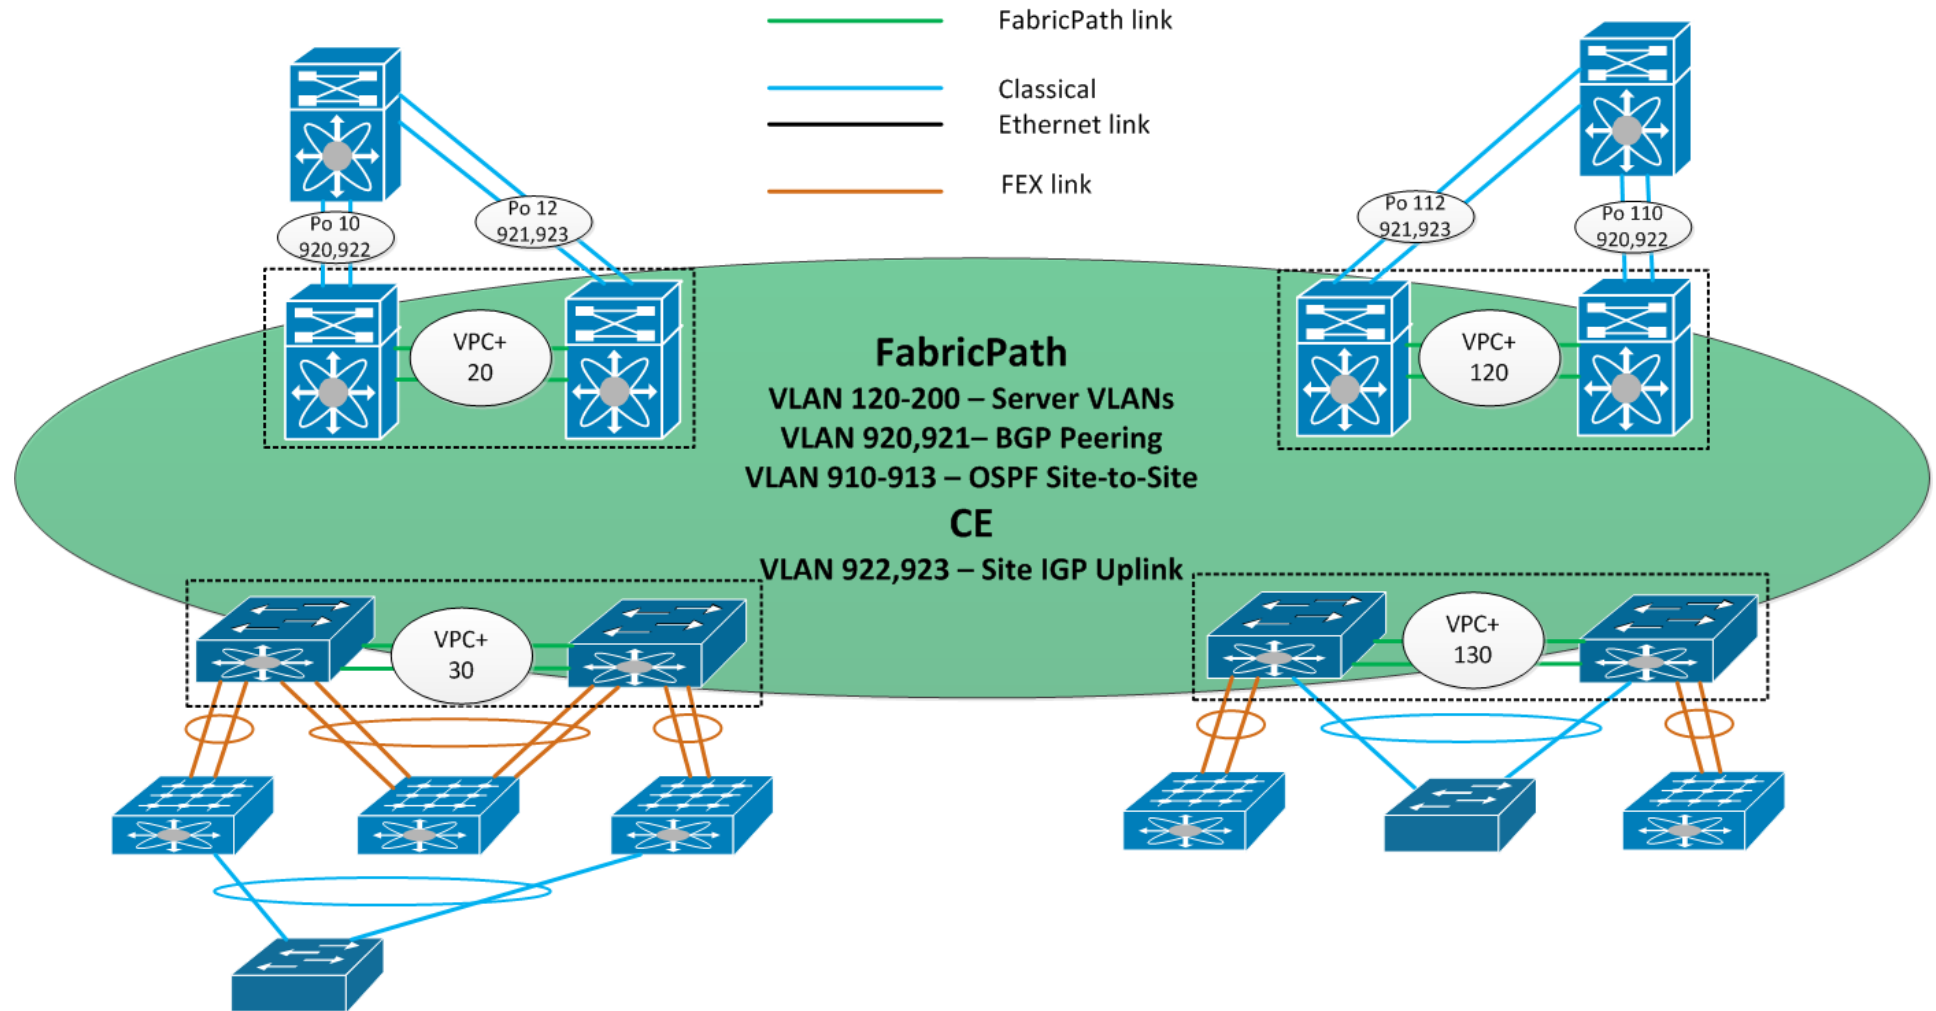 FabricPath link
Classical
Ethernet link
FEX link
Po 10
920,922
Po 12
921,923
Po 112
921,923
Po 110
920,922
VPC+
20
VPC+
120
FabricPath
VLAN 120-200 – Server VLANs
VLAN 920,921– BGP Peering
VLAN 910-913 – OSPF Site-to-Site
CE
VLAN 922,923 – Site IGP Uplink
VPC+
30
VPC+
130